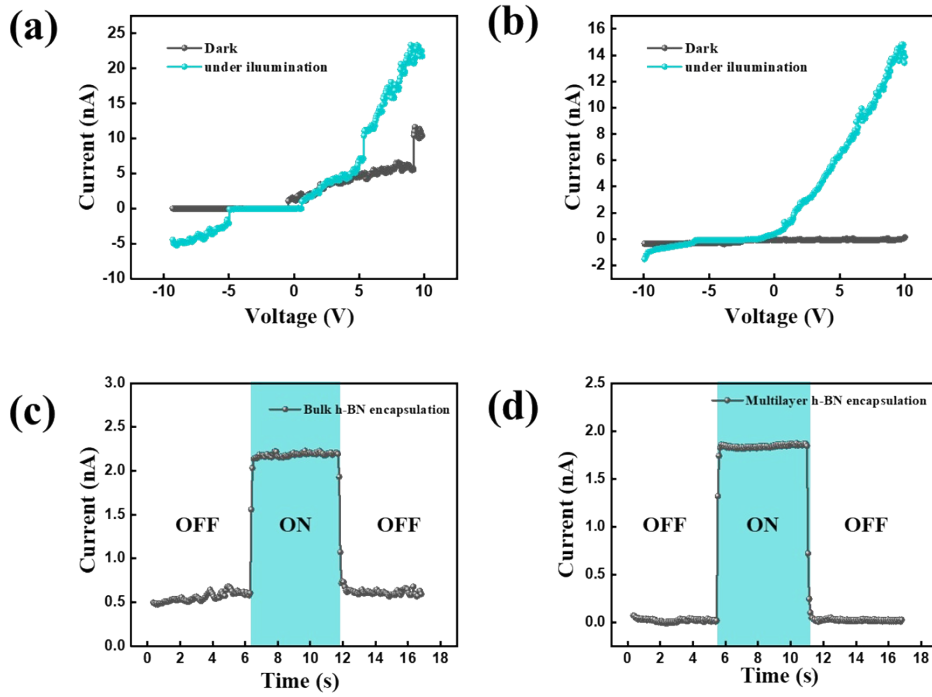 (a)
Dark
under iluumination
Current (nA)
25
20
15
10
5
0
-5
-10
-10
-5
0
5
10
Voltage (V)
(b)
Dark
under iluumination
Current (nA)
16
14
12
10
8
6
4
2
0
-2
-10
-5
0
5
10
Voltage (V)
(c)
Bulk h-BN encapsulation
Current (nA)
3.0
2.5
2.0
1.5
1.0
0.5
0.0
OFF
ON
OFF
0
2
4
6
8
10
12
14
16
18
Time (s)
(d)
Multilayer h-BN encapsulation
Current (nA)
2.5
2.0
1.5
1.0
0.5
0.0
OFF
ON
OFF
0
2
4
6
8
10
12
14
16
18
Time (s)